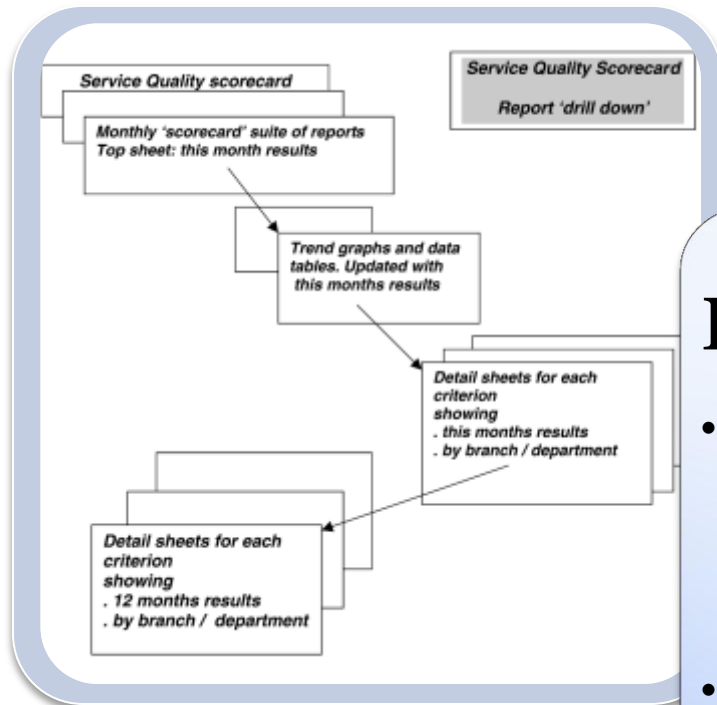 Service Quality scorecard
Service Quality Scorecard
Report ‘drill down’
Monthly ‘scorecard’ suite of reports
Top sheet: this month results
Trend graphs and data
tables. Updated with
this months results
Detail sheets for each
criterion
showing
. this months results
. by branch / department
Detail sheets for each
criterion
showing
. 12 months results
. by branch / department
•
•